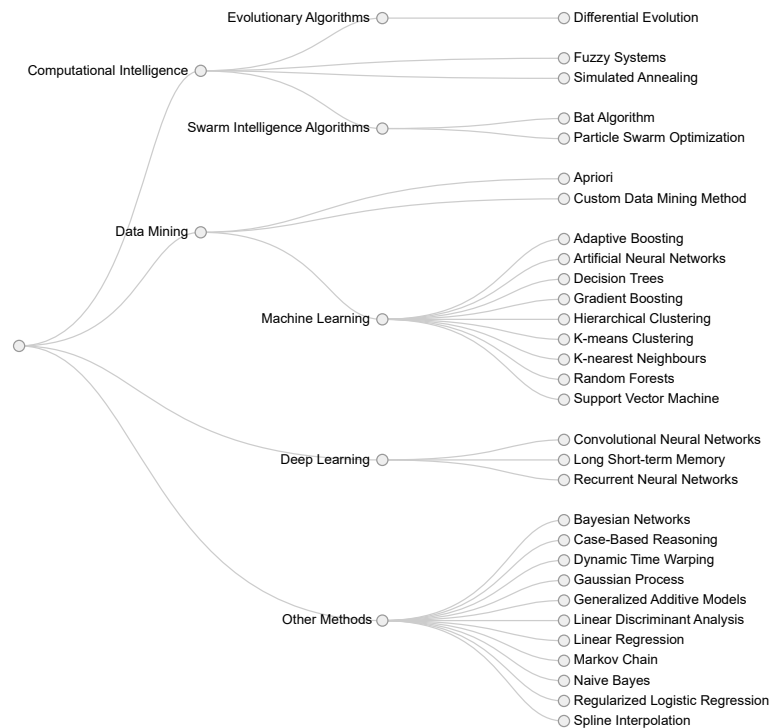 Evolutionary Algorithms
Differential Evolution
Computational Intelligence
Fuzzy Systems
Simulated Annealing
Swarm Intelligence Algorithms
Bat Algorithm
Particle Swarm Optimization
Data Mining
Apriori
Custom Data Mining Method
Machine Learning
Adaptive Boosting
Artificial Neural Networks
Decision Trees
Gradient Boosting
Hierarchical Clustering
K-means Clustering
K-nearest Neighbours
Random Forests
Support Vector Machine
Deep Learning
Convolutional Neural Networks
Long Short-term Memory
Recurrent Neural Networks
Other Methods
Bayesian Networks
Case-Based Reasoning
Dynamic Time Warping
Gaussian Process
Generalized Additive Models
Linear Discriminant Analysis
Linear Regression
Markov Chain
Naive Bayes
Regularized Logistic Regression
Spline Interpolation